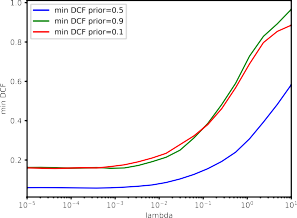 1.0
min DCF prior=0.5
min DCF prior=0.9
min DCF prior=0.1
0.8
0.6
0.4
0.2
min DCF
10⁻⁵ 10⁻⁴ 10⁻³ 10⁻² 10⁻¹ 10⁰ 10¹
lambda